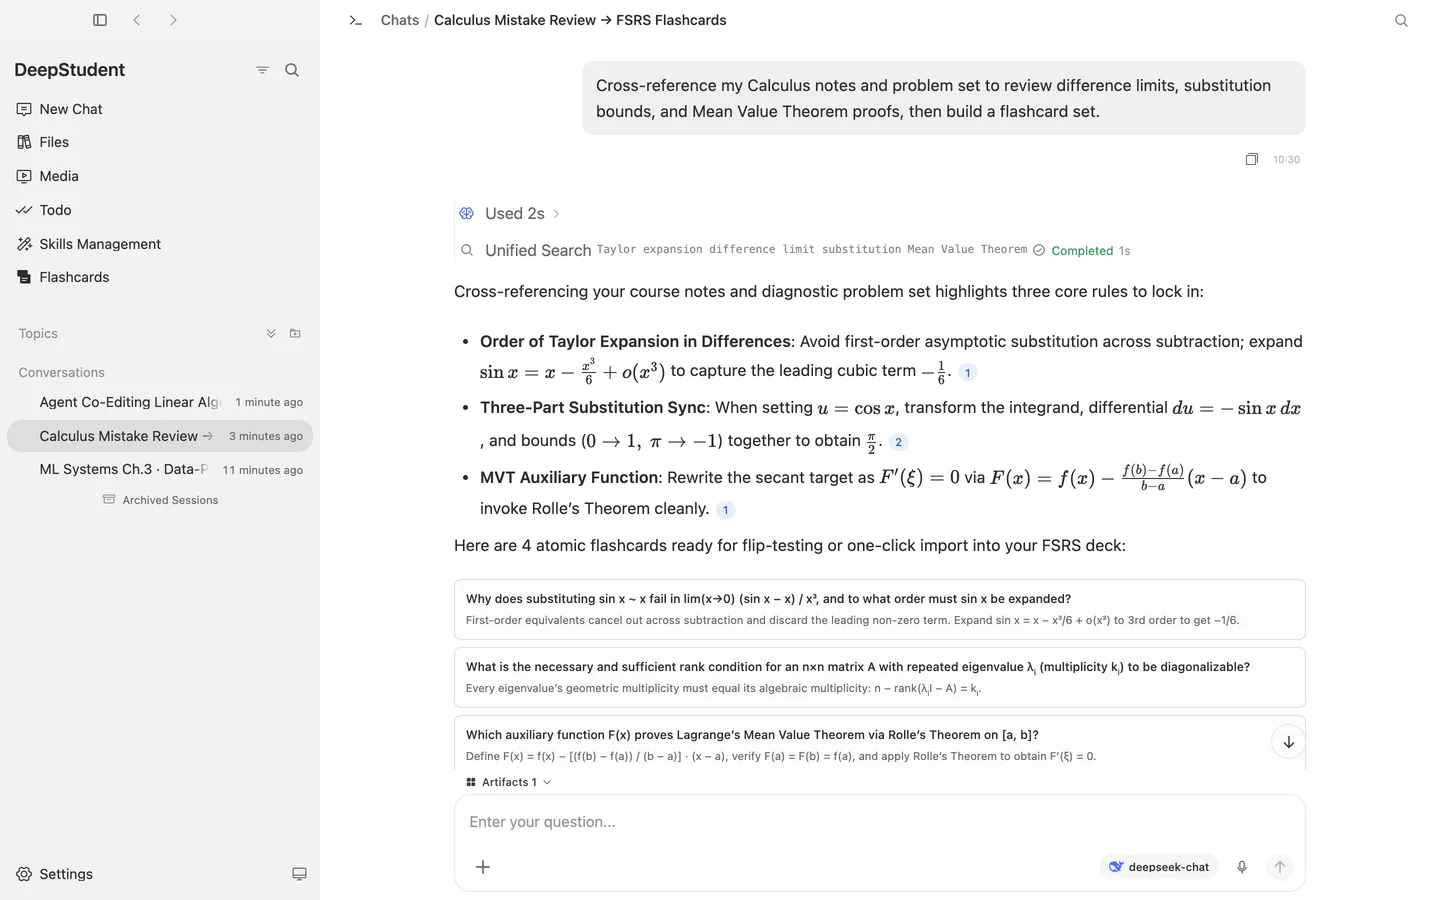 Chats / Calculus Mistake Review → FSRS Flashcards
DeepStudent
New Chat
Files
Media
Todo
Skills Management
Flashcards
Topics
Conversations
Agent Co-Editing Linear Alg 1 minute ago
Calculus Mistake Review → 3 minutes ago
ML Systems Ch.3 · Data-P 11 minutes ago
Archived Sessions
Settings
Cross-reference my Calculus notes and problem set to review difference limits, substitution
bounds, and Mean Value Theorem proofs, then build a flashcard set.
10:30
Used 2s
Unified Search Taylor expansion difference limit substitution Mean Value Theorem Completed 1s
Cross-referencing your course notes and diagnostic problem set highlights three core rules to lock in:
• Order of Taylor Expansion in Differences: Avoid first-order asymptotic substitution across subtraction; expand
sin x = x − x³/6 + o(x³) to capture the leading cubic term −1/6. 1
• Three-Part Substitution Sync: When setting u = cos x, transform the integrand, differential du = − sin x dx
, and bounds (0 → 1, π → −1) together to obtain π/2. 2
• MVT Auxiliary Function: Rewrite the secant target as F′(ξ) = 0 via F(x) = f(x) − f(b)−f(a)/b−a (x − a) to
invoke Rolle’s Theorem cleanly. 1
Here are 4 atomic flashcards ready for flip-testing or one-click import into your FSRS deck:
Why does substituting sin x ~ x fail in lim(x→0) (sin x − x) / x³, and to what order must sin x be expanded?
First-order equivalents cancel out across subtraction and discard the leading non-zero term. Expand sin x = x − x³/6 + o(x³) to 3rd order to get −1/6.
What is the necessary and sufficient rank condition for an n×n matrix A with repeated eigenvalue λᵢ (multiplicity kᵢ) to be diagonalizable?
Every eigenvalue’s geometric multiplicity must equal its algebraic multiplicity: n − rank(λᵢI − A) = kᵢ.
Which auxiliary function F(x) proves Lagrange’s Mean Value Theorem via Rolle’s Theorem on [a, b]?
Define F(x) = f(x) − [(f(b) − f(a)) / (b − a)] · (x − a), verify F(a) = F(b) = f(a), and apply Rolle’s Theorem to obtain F’(ξ) = 0.
Artifacts 1
Enter your question...
deepseek-chat